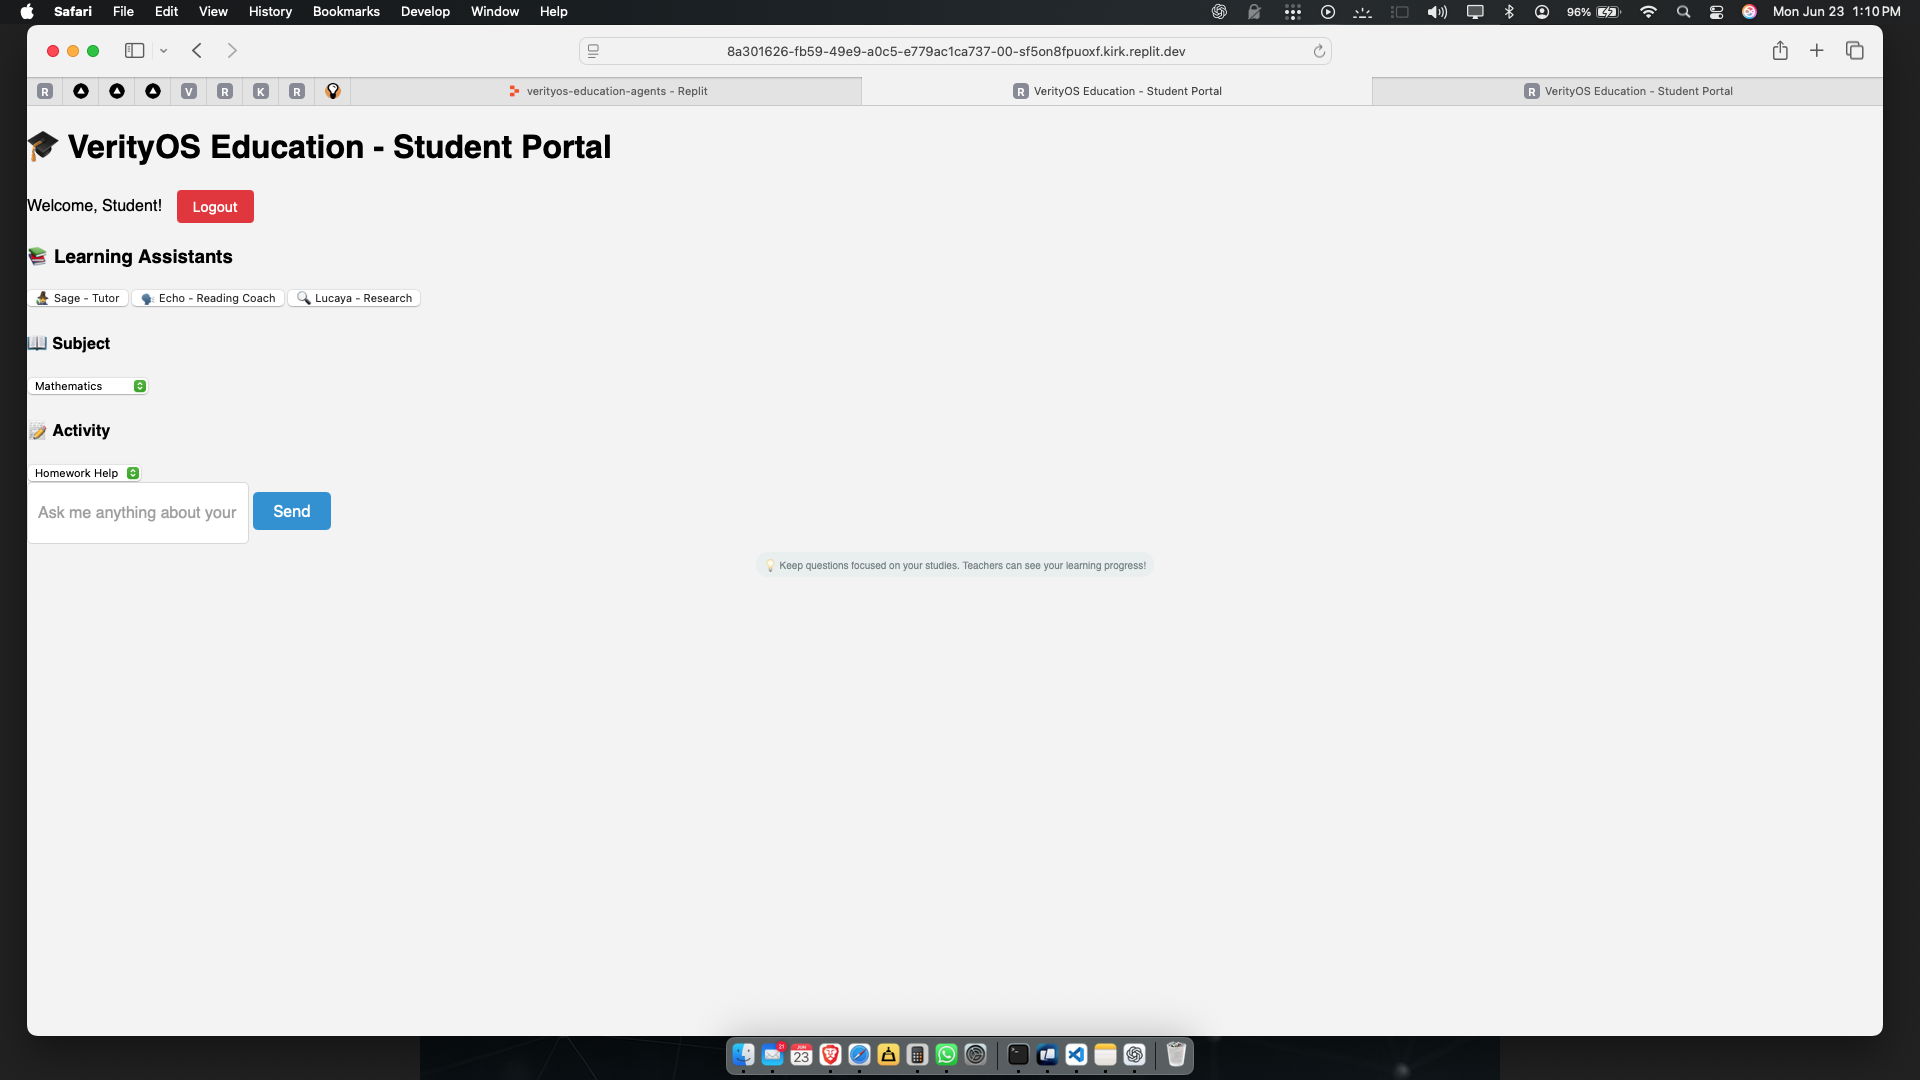 Safari File Edit View History Bookmarks Develop Window Help 96% Mon Jun 23 1:10 PM
8a301626-fb59-49e9-a0c5-e779ac1ca737-00-sf5on8fpuoxf.kirk.replit.dev
R V R K R verityos-education-agents - Replit R VerityOS Education - Student Portal R VerityOS Education - Student Portal
VerityOS Education - Student Portal
Welcome, Student! Logout
Learning Assistants
Sage - Tutor Echo - Reading Coach Lucaya - Research
Subject
Mathematics
Activity
Homework Help
Ask me anything about your Send
Keep questions focused on your studies. Teachers can see your learning progress!
21 JUN 23